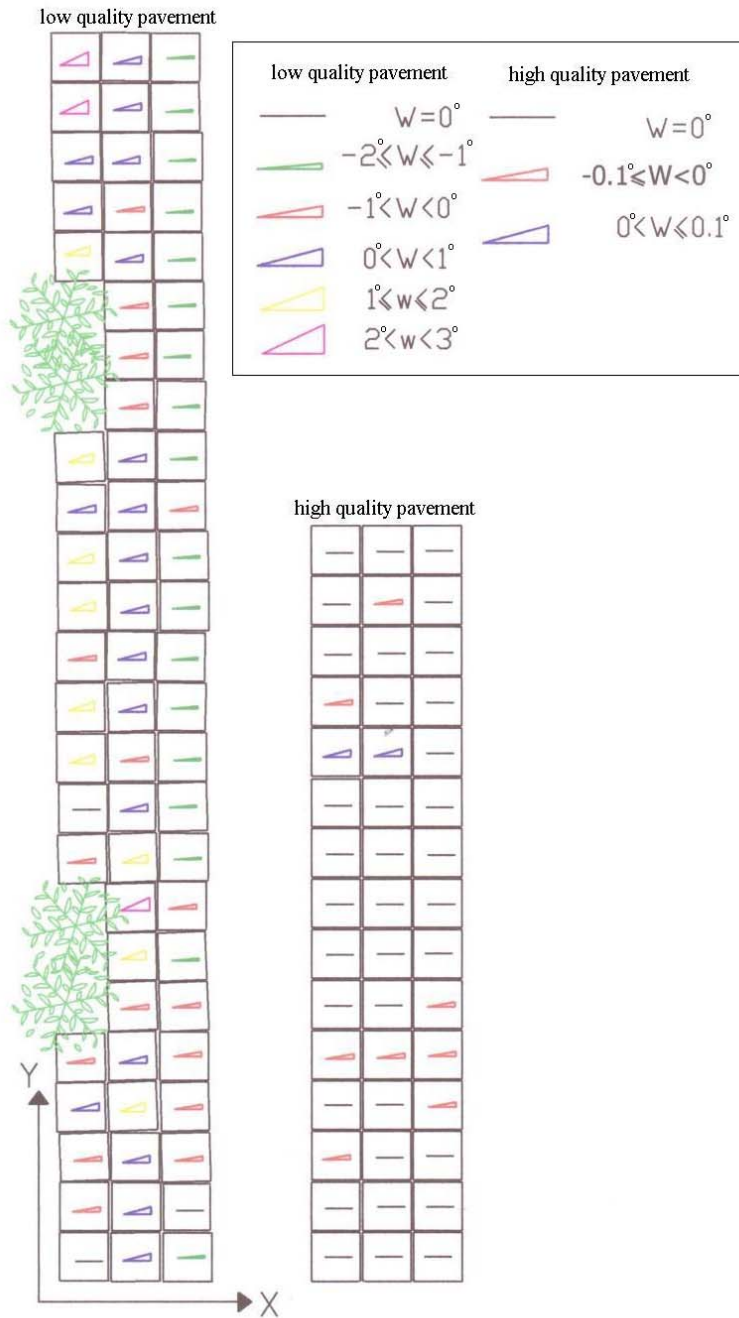 low quality pavement
low quality pavement
high quality pavement
W=0°
W=0°
-2°⩽W⩽-1°
-0.1°⩽W<0°
-1°<W<0°
0°<W⩽0.1°
0°<W<1°
1°⩽w⩽2°
2°<w<3°
high quality pavement
Y
X